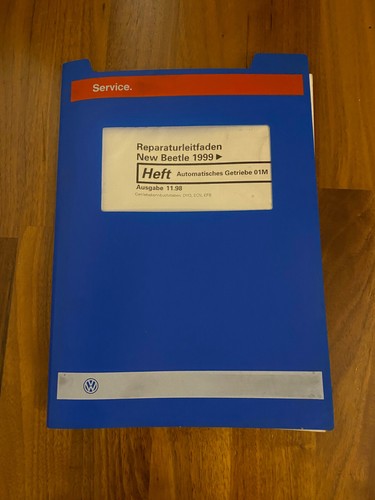 Service.
Reparaturleitfaden
New Beetle 1999 ►
Heft Automatisches Getriebe 01M
Ausgabe 11.98